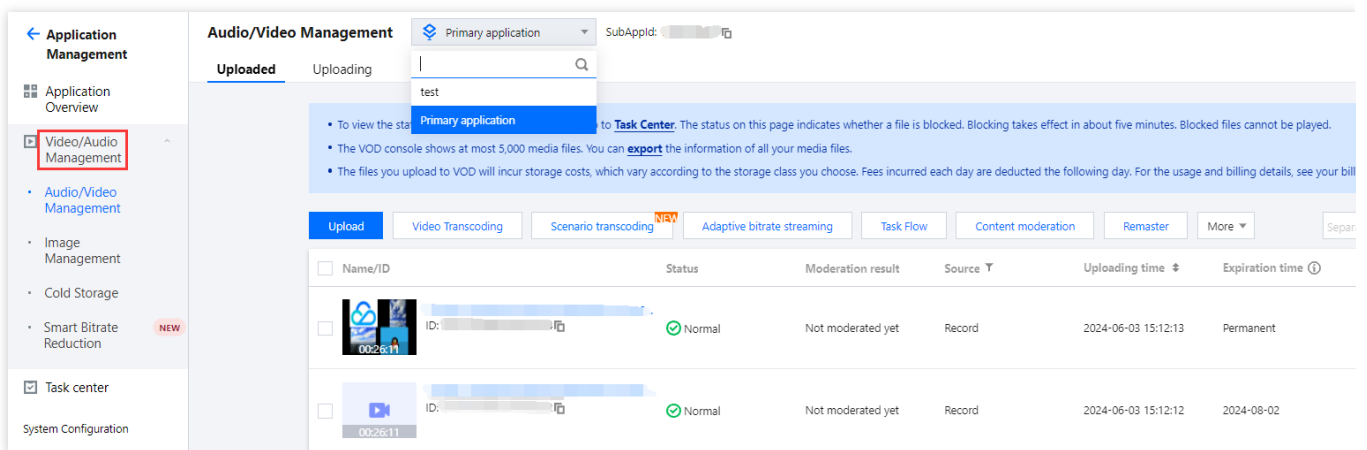 Application
Management
Application
Overview
Video/Audio
Management
Audio/Video
Management
Image
Management
Cold Storage
Smart Bitrate
Reduction
NEW
Task center
System Configuration
Audio/Video Management
Primary application
SubAppId:
Uploaded
Uploading
test
Primary application
• To view the sta to Task Center. The status on this page indicates whether a file is blocked. Blocking takes effect in about five minutes. Blocked files cannot be played.
• The VOD console shows at most 5,000 media files. You can export the information of all your media files.
• The files you upload to VOD will incur storage costs, which vary according to the storage class you choose. Fees incurred each day are deducted the following day. For the usage and billing details, see your bill
Upload
Video Transcoding
Scenario transcoding
NEW
Adaptive bitrate streaming
Task Flow
Content moderation
Remaster
More
Separa
Name/ID
Status
Moderation result
Source
Uploading time
Expiration time
00:26:11
ID:
Normal
Not moderated yet
Record
2024-06-03 15:12:13
Permanent
00:26:11
ID:
Normal
Not moderated yet
Record
2024-06-03 15:12:12
2024-08-02